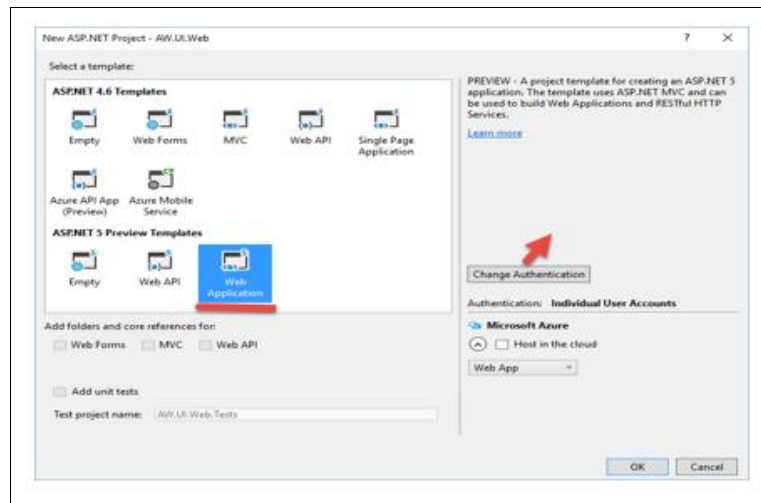 New ASP.NET Project - AW.UI.Web
? X
Select a template:
ASP.NET 4.6 Templates
Empty
Web Forms
MVC
Web API
Single Page
Application
Azure API App
(Preview)
Azure Mobile
Service
ASP.NET 5 Preview Templates
Empty
Web API
Web
Application
Add folders and core references for:
Web Forms
MVC
Web API
Add unit tests
Test project name: AW.UI.Web.Tests
PREVIEW - A project template for creating an ASP.NET 5
application. The template uses ASP.NET MVC and can
be used to build Web Applications and RESTful HTTP
Services.
Learn more
Change Authentication
Authentication: Individual User Accounts
Microsoft Azure
Host in the cloud
Web App
OK
Cancel